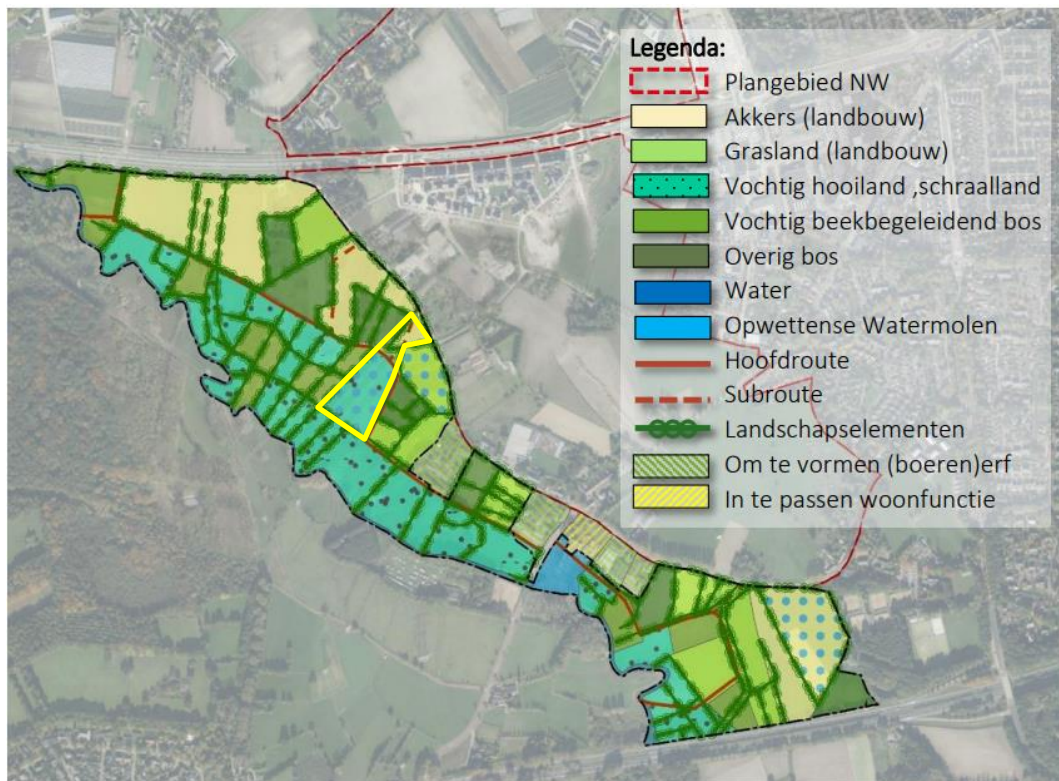 Legenda:
Plangebied NW
Akkers (landbouw)
Grasland (landbouw)
Vochtig hooiland ,schraalland
Vochtig beekbegeleidend bos
Overig bos
Water
Opwettense Watermolen
Hoofdroute
Subroute
Landschapselementen
Om te vormen (boeren)erf
In te passen woonfunctie